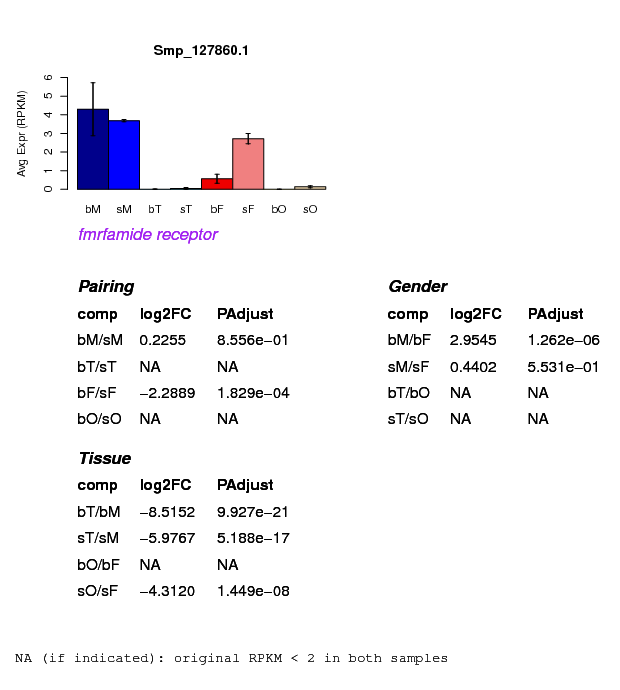 Smp_127860.1
Avg Expr (RPKM)
0 1 2 3 4 5 6
bM sM bT sT bF sF bO sO
fmrfamide receptor
Pairing
comp log2FC PAdjust
bM/sM 0.2255 8.556e−01
bT/sT NA NA
bF/sF −2.2889 1.829e−04
bO/sO NA NA
Gender
comp log2FC PAdjust
bM/bF 2.9545 1.262e−06
sM/sF 0.4402 5.531e−01
bT/bO NA NA
sT/sO NA NA
Tissue
comp log2FC PAdjust
bT/bM −8.5152 9.927e−21
sT/sM −5.9767 5.188e−17
bO/bF NA NA
sO/sF −4.3120 1.449e−08
NA (if indicated): original RPKM < 2 in both samples